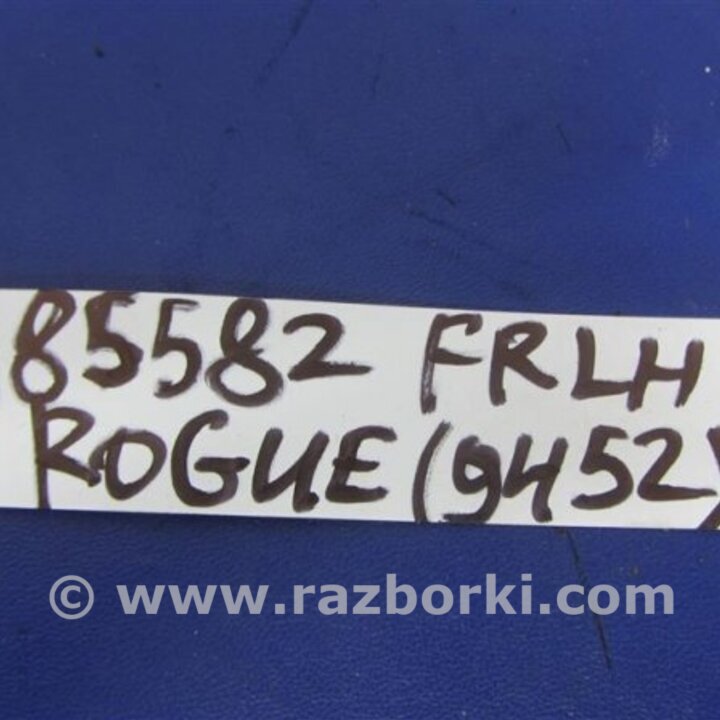 85582 FRLH
ROGUE (9452)
© www.razborki.com